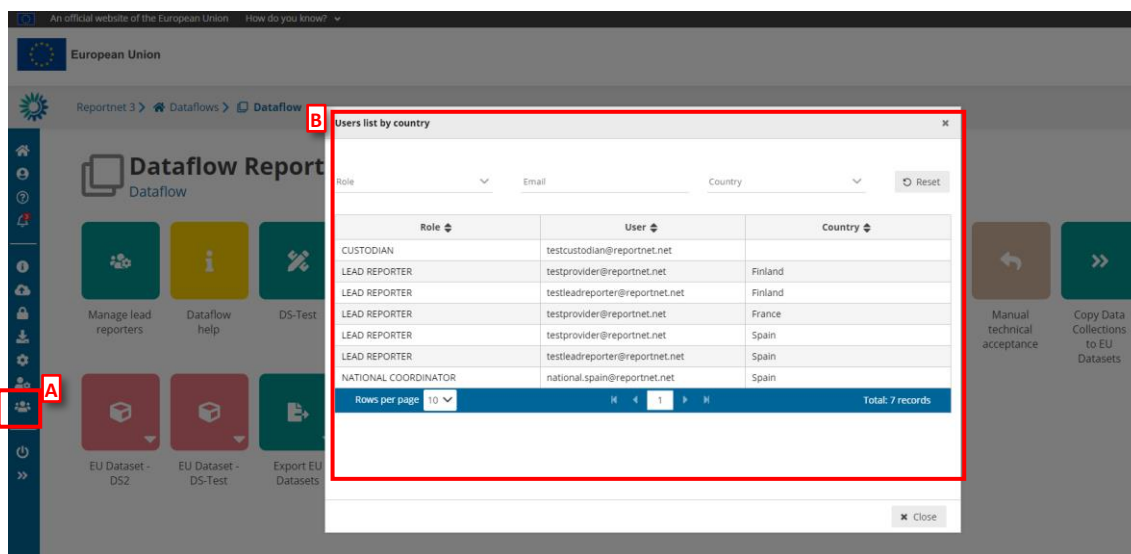 An official website of the European Union How do you know?
European Union
Reportnet 3 > Dataflows > Dataflow
B
Users list by country
Dataflow Report
Dataflow
Role Email Country Reset
Role User Country
CUSTODIAN testcustodian@reportnet.net
LEAD REPORTER testprovider@reportnet.net Finland
LEAD REPORTER testleadreporter@reportnet.net Finland
LEAD REPORTER testprovider@reportnet.net France
LEAD REPORTER testprovider@reportnet.net Spain
LEAD REPORTER testleadreporter@reportnet.net Spain
NATIONAL COORDINATOR national.spain@reportnet.net Spain
Rows per page 10 1 Total: 7 records
Manage lead
reporters
Dataflow
help
DS-Test
Manual
technical
acceptance
Copy Data
Collections
to EU
Datasets
A
EU Dataset -
DS2
EU Dataset -
DS-Test
Export EU
Datasets
Close